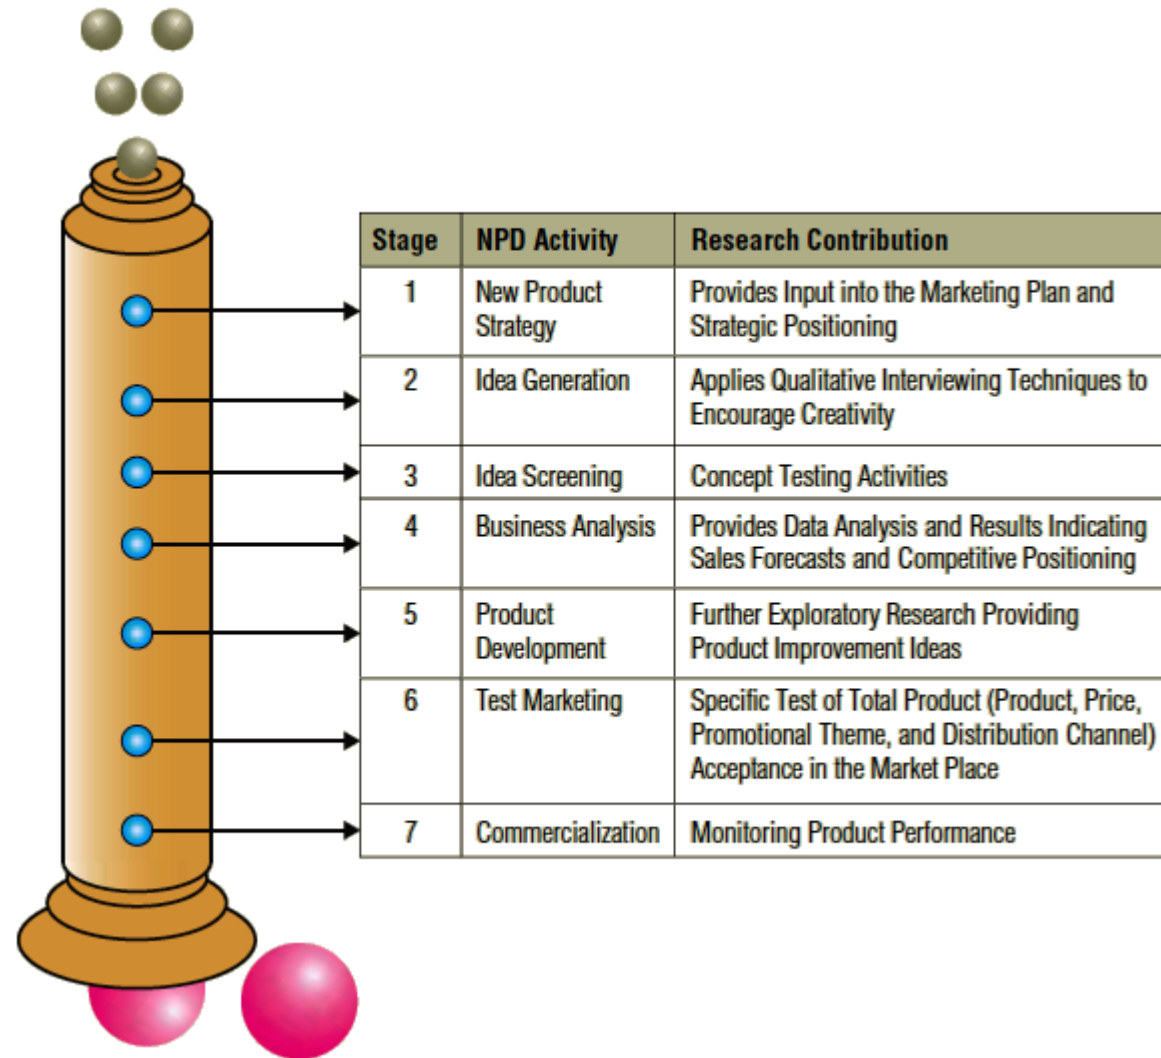 Stage NPD Activity Research Contribution
1 New Product Provides Input into the Marketing Plan and
Strategy Strategic Positioning
2 Idea Generation Applies Qualitative Interviewing Techniques to
Encourage Creativity
3 Idea Screening Concept Testing Activities
4 Business Analysis Provides Data Analysis and Results Indicating
Sales Forecasts and Competitive Positioning
5 Product Further Exploratory Research Providing
Development Product Improvement Ideas
6 Test Marketing Specific Test of Total Product (Product, Price,
Promotional Theme, and Distribution Channel)
Acceptance in the Market Place
7 Commercialization Monitoring Product Performance